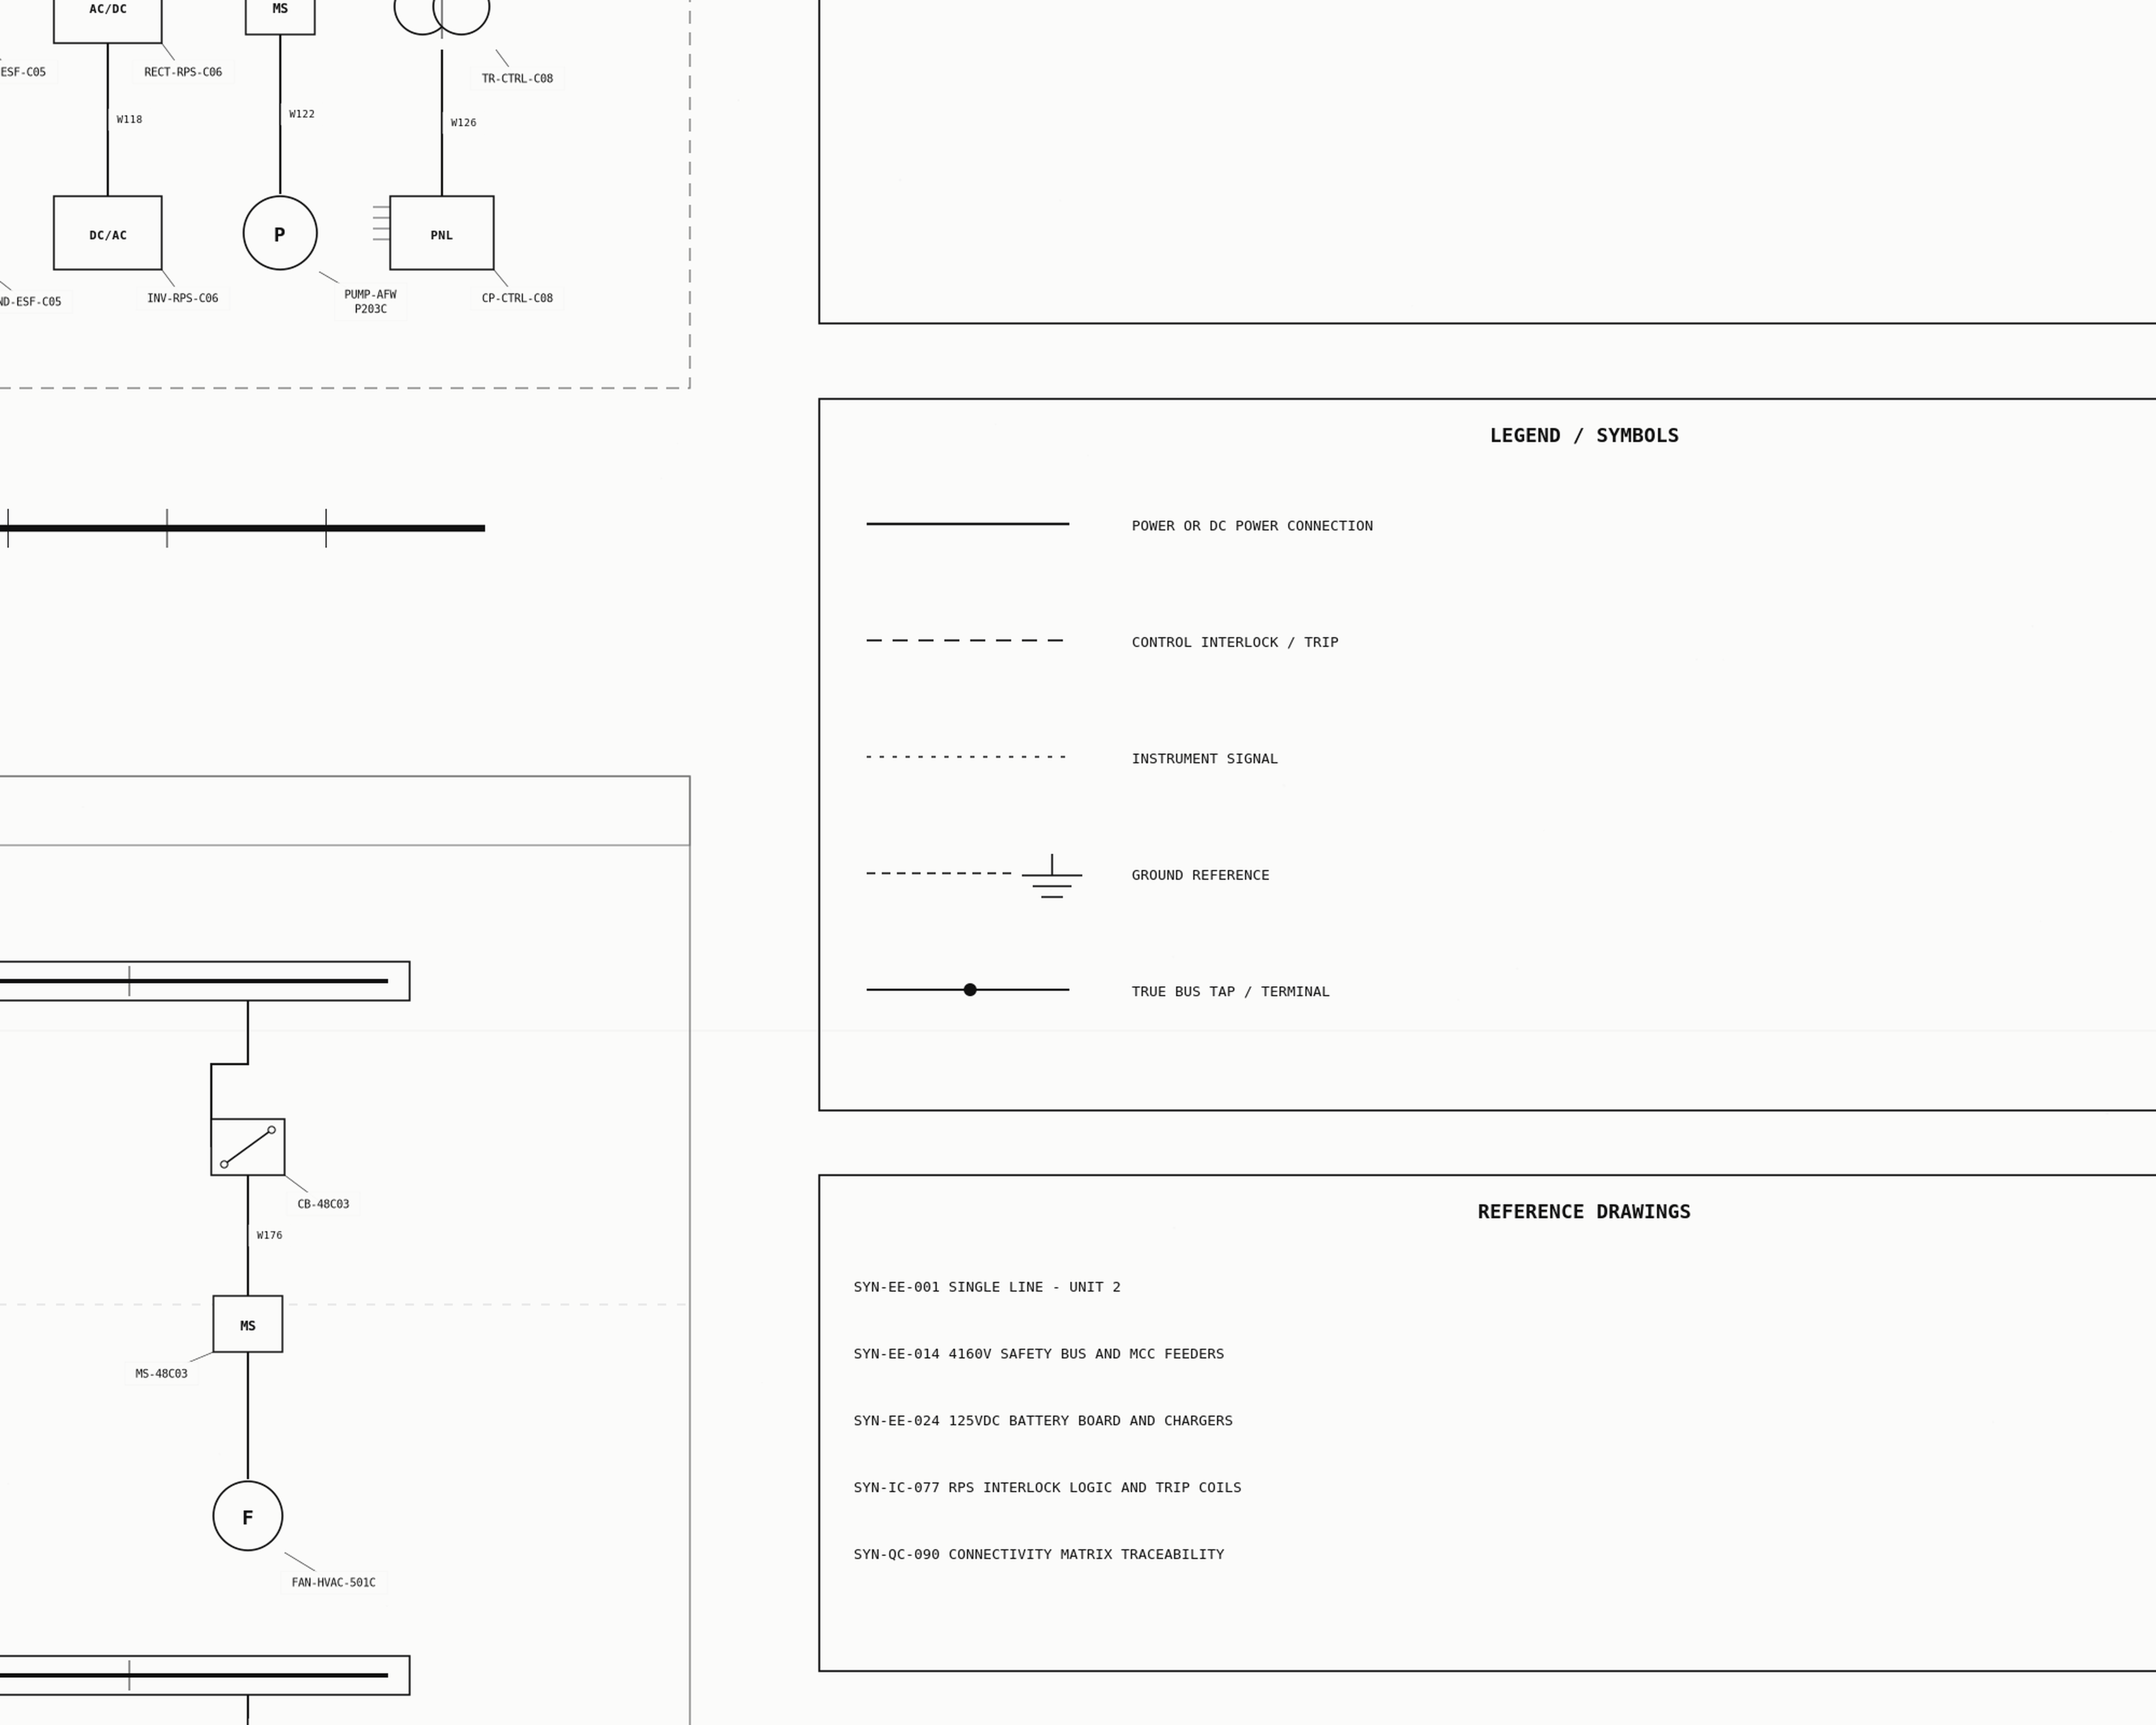 AC/DC
MS
ESF-C05
RECT-RPS-C06
TR-CTRL-C08
W118
W122
W126
DC/AC
P
PNL
ND-ESF-C05
INV-RPS-C06
PUMP-AFW
P203C
CP-CTRL-C08
CB-48C03
W176
MS
MS-48C03
F
FAN-HVAC-501C
LEGEND / SYMBOLS
POWER OR DC POWER CONNECTION
CONTROL INTERLOCK / TRIP
INSTRUMENT SIGNAL
GROUND REFERENCE
TRUE BUS TAP / TERMINAL
REFERENCE DRAWINGS
SYN-EE-001 SINGLE LINE - UNIT 2
SYN-EE-014 4160V SAFETY BUS AND MCC FEEDERS
SYN-EE-024 125VDC BATTERY BOARD AND CHARGERS
SYN-IC-077 RPS INTERLOCK LOGIC AND TRIP COILS
SYN-QC-090 CONNECTIVITY MATRIX TRACEABILITY